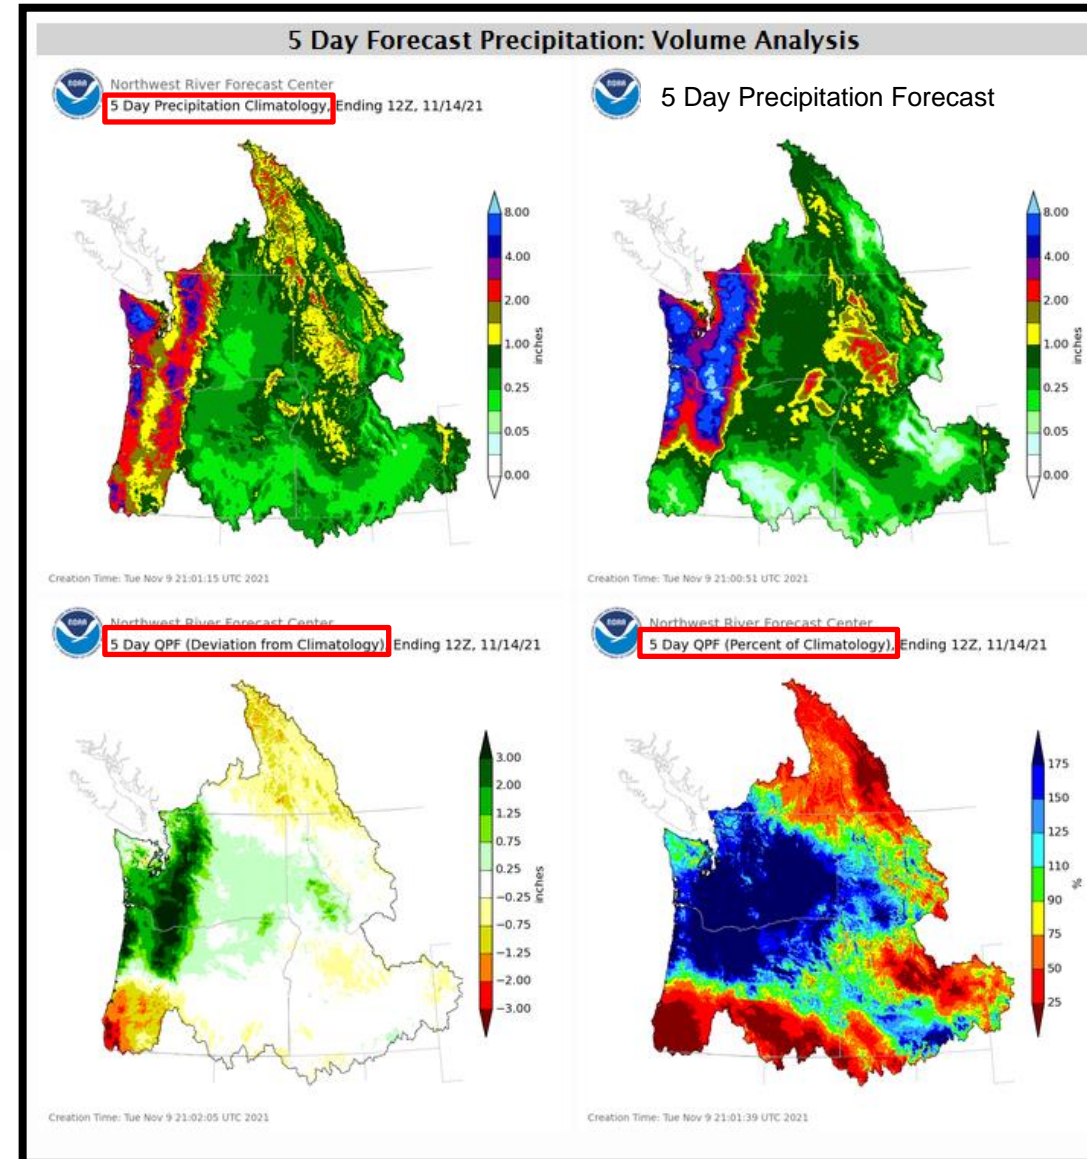 5 Day Forecast Precipitation: Volume Analysis
NOAA
Northwest River Forecast Center
5 Day Precipitation Climatology, Ending 12Z, 11/14/21
8.00
4.00
2.00
1.00
0.25
0.05
0.00
inches
Creation Time: Tue Nov 9 21:01:15 UTC 2021
NOAA
5 Day Precipitation Forecast
8.00
4.00
2.00
1.00
0.25
0.05
0.00
inches
Creation Time: Tue Nov 9 21:00:51 UTC 2021
NOAA
Northwest River Forecast Center
5 Day QPF (Deviation from Climatology), Ending 12Z, 11/14/21
3.00
2.00
1.25
0.75
0.25
−0.25
−0.75
−1.25
−2.00
−3.00
inches
Creation Time: Tue Nov 9 21:02:05 UTC 2021
NOAA
Northwest River Forecast Center
5 Day QPF (Percent of Climatology), Ending 12Z, 11/14/21
175
150
125
110
90
75
50
25
%
Creation Time: Tue Nov 9 21:01:39 UTC 2021